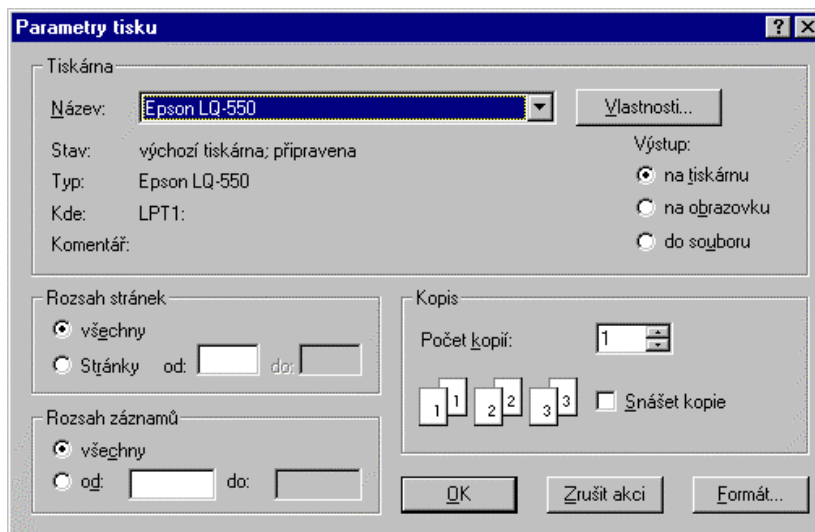 Parametry tisku
Tiskárna
Název: Epson LQ-550 Vlastnosti...
Stav: výchozí tiskárna; připravena
Typ: Epson LQ-550
Kde: LPT1:
Komentář:
Výstup:
na tiskárnu
na obrazovku
do souboru
Rozsah stránek
všechny
Stránky od: do:
Rozsah záznamů
všechny
od: do:
Kopis
Počet kopií: 1
1 1 2 2 3 3 Snášet kopie
OK Zrušit akci Formát...